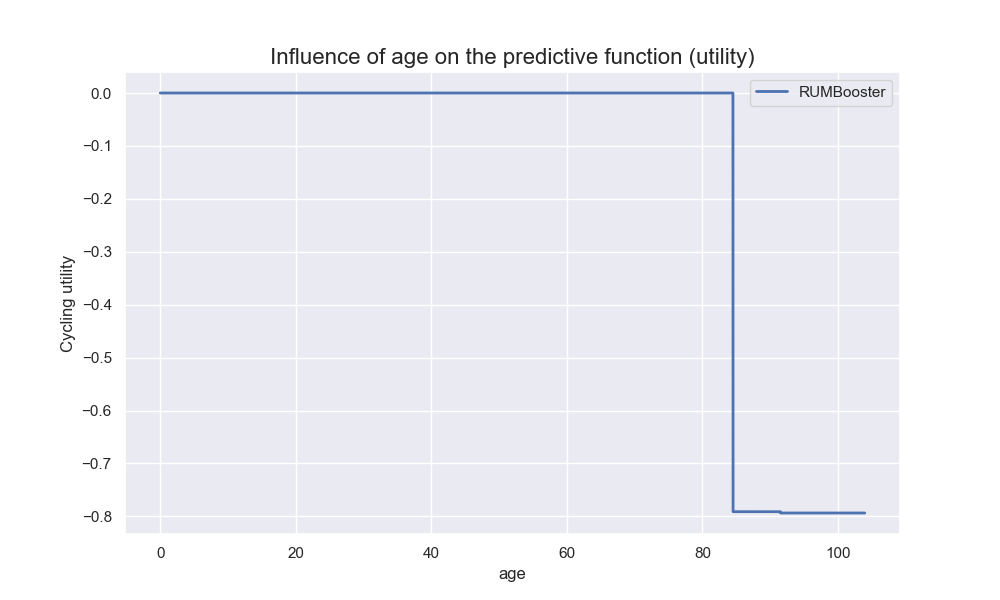 Influence of age on the predictive function (utility)
RUMBooster
0.0
−0.1
−0.2
−0.3
−0.4
−0.5
−0.6
−0.7
−0.8
Cycling utility
0 20 40 60 80 100
age